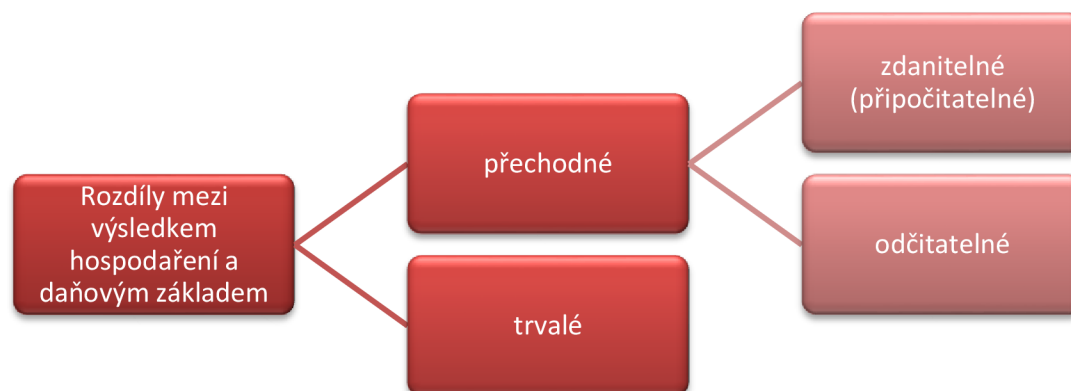 Rozdíly mezi
výsledkem
hospodaření a
daňovým základem
přechodné
trvalé
zdanitelné
(připočitatelné)
odčitatelné